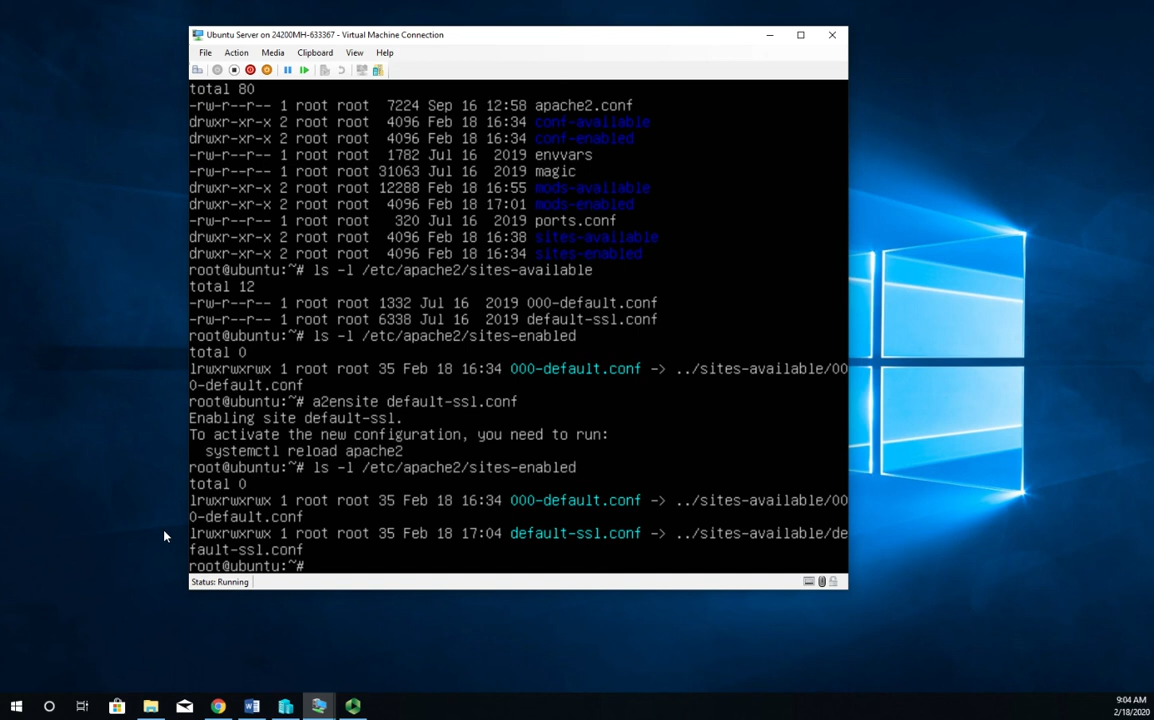 Ubuntu Server on 24200MH-633367 - Virtual Machine Connection
File Action Media Clipboard View Help
total 80
-rw-r--r-- 1 root root 7224 Sep 16 12:58 apache2.conf
drwxr-xr-x 2 root root 4096 Feb 18 16:34 conf-available
drwxr-xr-x 2 root root 4096 Feb 18 16:34 conf-enabled
-rw-r--r-- 1 root root 1782 Jul 16 2019 envvars
-rw-r--r-- 1 root root 31063 Jul 16 2019 magic
drwxr-xr-x 2 root root 12288 Feb 18 16:55 mods-available
drwxr-xr-x 2 root root 4096 Feb 18 17:01 mods-enabled
-rw-r--r-- 1 root root 320 Jul 16 2019 ports.conf
drwxr-xr-x 2 root root 4096 Feb 18 16:38 sites-available
drwxr-xr-x 2 root root 4096 Feb 18 16:34 sites-enabled
root@ubuntu:~# ls -l /etc/apache2/sites-available
total 12
-rw-r--r-- 1 root root 1332 Jul 16 2019 000-default.conf
-rw-r--r-- 1 root root 6338 Jul 16 2019 default-ssl.conf
root@ubuntu:~# ls -l /etc/apache2/sites-enabled
total 0
lrwxrwxrwx 1 root root 35 Feb 18 16:34 000-default.conf -> ../sites-available/00
0-default.conf
root@ubuntu:~# a2ensite default-ssl.conf
Enabling site default-ssl.
To activate the new configuration, you need to run:
systemctl reload apache2
root@ubuntu:~# ls -l /etc/apache2/sites-enabled
total 0
lrwxrwxrwx 1 root root 35 Feb 18 16:34 000-default.conf -> ../sites-available/00
0-default.conf
lrwxrwxrwx 1 root root 35 Feb 18 17:04 default-ssl.conf -> ../sites-available/de
fault-ssl.conf
root@ubuntu:~#
Status: Running
9:04 AM
2/18/2020